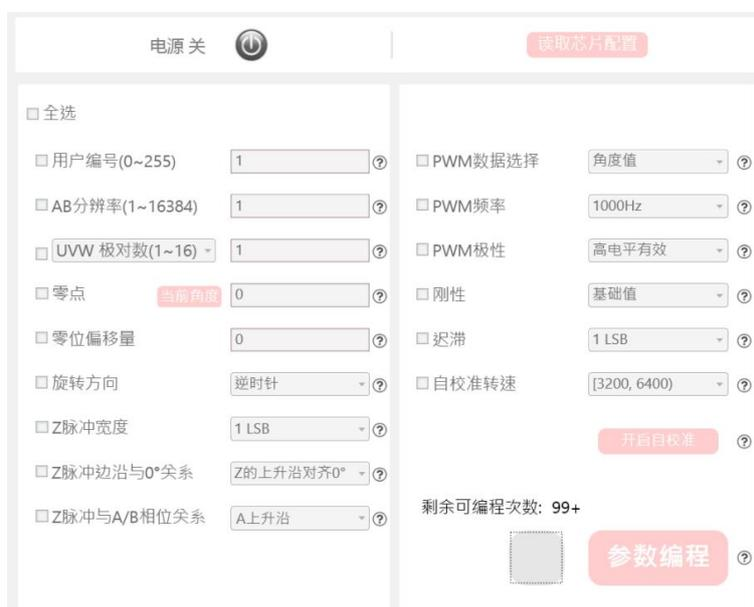 电源 关
读取芯片配置
全选
用户编号(0~255) 1
AB分辨率(1~16384) 1
UVW 极对数(1~16) 1
零点 当前角度 0
零位偏移量 0
旋转方向 逆时针
Z脉冲宽度 1 LSB
Z脉冲边沿与0°关系 Z的上升沿对齐0°
Z脉冲与A/B相位关系 A上升沿
PWM数据选择 角度值
PWM频率 1000Hz
PWM极性 高电平有效
刚性 基础值
迟滞 1 LSB
自校准转速 [3200, 6400)
开启自校准
剩余可编程次数: 99+
参数编程